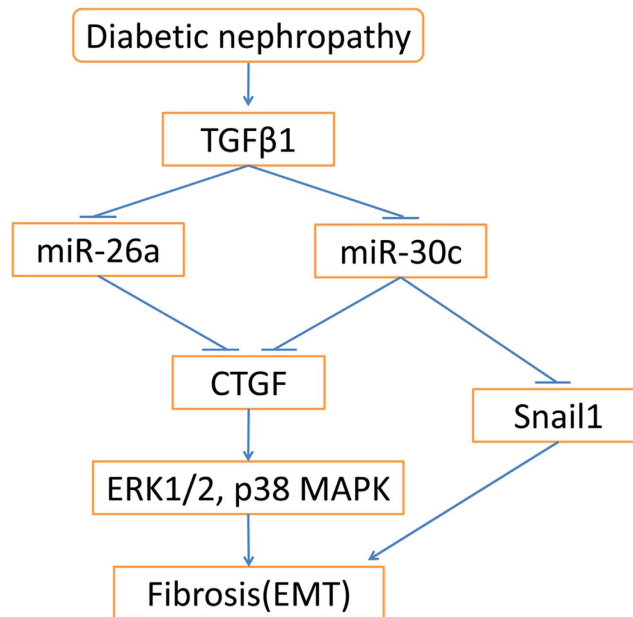 Diabetic nephropathy
TGFβ1
miR-26a
miR-30c
CTGF
Snail1
ERK1/2, p38 MAPK
Fibrosis(EMT)